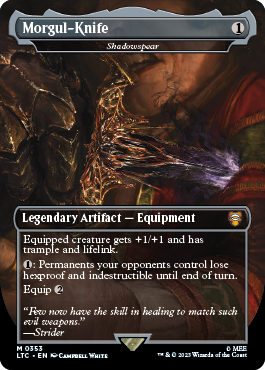 Morgul-Knife 1
Shadowspear
Legendary Artifact — Equipment
Equipped creature gets +1/+1 and has
trample and lifelink.
1: Permanents your opponents control lose
hexproof and indestructible until end of turn.
Equip 2
“Few now have the skill in healing to match such
evil weapons.”
—Strider
M 0353
LTC • EN Campbell White
& © MEE
™ & © 2023 Wizards of the Coast